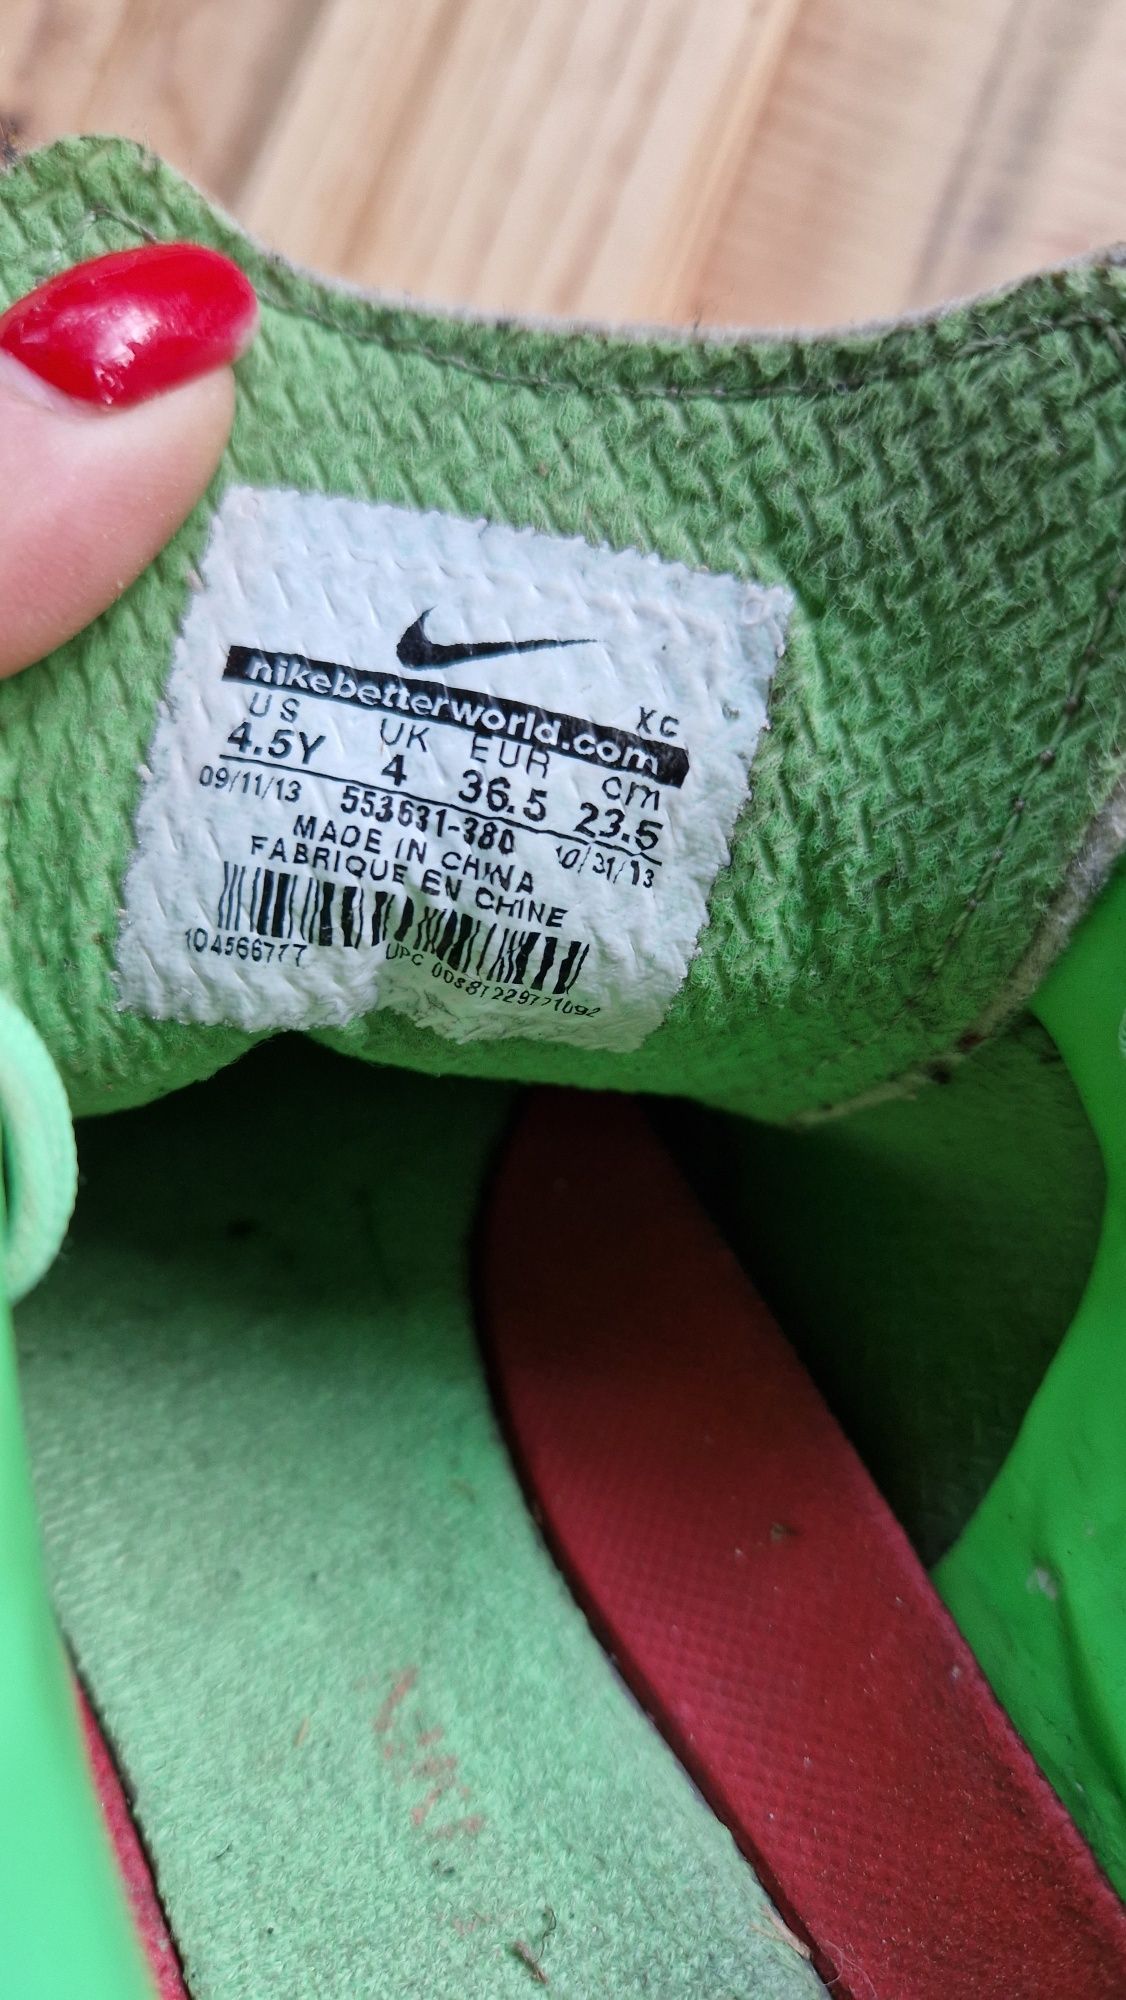 nikebetterworld.com XC
US UK EUR cm
4.5Y 4 36.5 23.5
09/11/13 553631-380 10/31/13
MADE IN CHINA
FABRIQUE EN CHINE
104566777
UPC 00887229721092